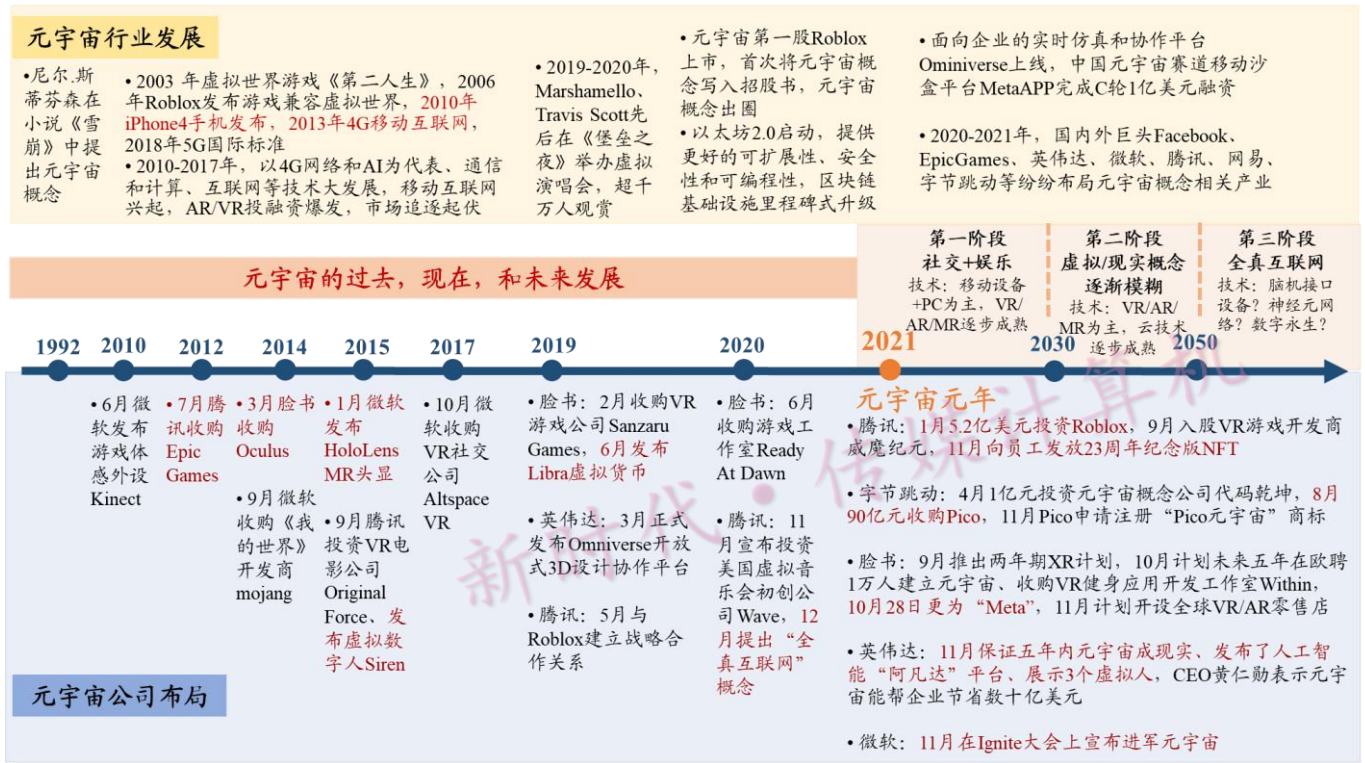 元宇宙行业发展
•尼尔.斯
蒂芬森在
小说《雪
崩》中提
出元宇宙
概念
• 2003 年虚拟世界游戏《第二人生》，2006
年Roblox发布游戏兼容虚拟世界，2010年
iPhone4手机发布，2013年4G移动互联网，
2018年5G国际标准
• 2010-2017年，以4G网络和AI为代表、通信
和计算、互联网等技术大发展，移动互联网
兴起，AR/VR投融资爆发，市场追逐起伏
• 2019-2020年，
Marshamello、
Travis Scott先
后在《堡垒之
夜》举办虚拟
演唱会，超千
万人观赏
• 元宇宙第一股Roblox
上市，首次将元宇宙概
念写入招股书，元宇宙
概念出圈
• 以太坊2.0启动，提供
更好的可扩展性、安全
性和可编程性，区块链
基础设施里程碑式升级
• 面向企业的实时仿真和协作平台
Ominiverse上线，中国元宇宙赛道移动沙
盒平台MetaAPP完成C轮1亿美元融资
• 2020-2021年，国内外巨头Facebook、
EpicGames、英伟达、微软、腾讯、网易、
字节跳动等纷纷布局元宇宙概念相关产业
元宇宙的过去，现在，和未来发展
第一阶段
社交+娱乐
技术：移动设备
+PC为主，VR/
AR/MR逐步成熟
第二阶段
虚拟/现实概念
逐渐模糊
技术：VR/AR/
MR为主，云技术
逐步成熟
第三阶段
全真互联网
技术：脑机接口
设备？神经元网
络？数字永生？
1992
2010
2012
2014
2015
2017
2019
2020
2021
2030
2050
元宇宙元年
• 6月微
软发布
游戏体
感外设
Kinect
• 7月腾
讯收购
Epic
Games
• 3月脸书
收购
Oculus
• 9月微软
收购《我
的世界》
开发商
mojang
• 1月微软
发布
HoloLens
MR头显
• 9月腾讯
投资VR电
影公司
Original
Force、发
布虚拟数
字人Siren
• 10月微
软收购
VR社交
公司
Altspace
VR
• 脸书：2月收购VR
游戏公司Sanzaru
Games，6月发布
Libra虚拟货币
• 英伟达：3月正式
发布Omniverse开放
式3D设计协作平台
• 腾讯：5月与
Roblox建立战略合
作关系
• 脸书：6月
收购游戏工
作室Ready
At Dawn
• 腾讯：11
月宣布投资
美国虚拟音
乐会初创公
司Wave，12
月提出“全
真互联网”
概念
• 腾讯：1月5.2亿美元投资Roblox，9月入股VR游戏开发商
威魔纪元，11月向员工发放23周年纪念版NFT
• 字节跳动：4月1亿元投资元宇宙概念公司代码乾坤，8月
90亿元收购Pico，11月Pico申请注册“Pico元宇宙”商标
• 脸书：9月推出两年期XR计划，10月计划未来五年在欧聘
1万人建立元宇宙、收购VR健身应用开发工作室Within，
10月28日更为“Meta”，11月计划开设全球VR/AR零售店
• 英伟达：11月保证五年内元宇宙成现实、发布了人工智
能“阿凡达”平台、展示3个虚拟人，CEO黄仁勋表示元宇
宙能帮企业节省数十亿美元
• 微软：11月在Ignite大会上宣布进军元宇宙
元宇宙公司布局
新时代•传媒计算机